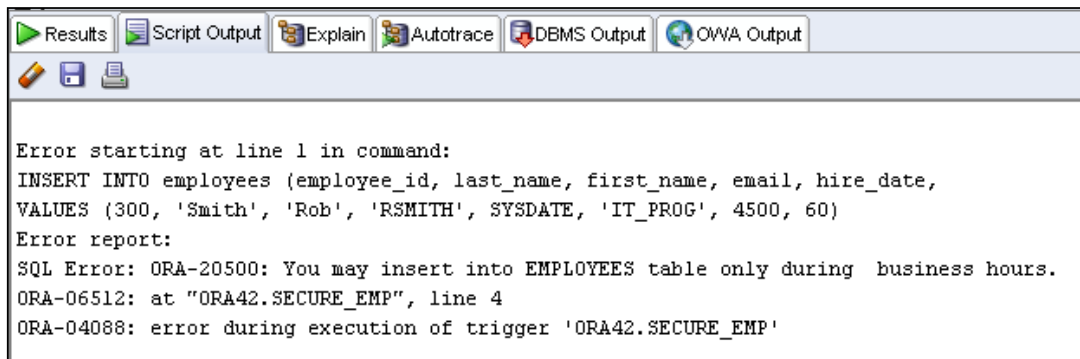 Results Script Output Explain Autotrace DBMS Output OWA Output
Error starting at line 1 in command:
INSERT INTO employees (employee_id, last_name, first_name, email, hire_date,
VALUES (300, 'Smith', 'Rob', 'RSMITH', SYSDATE, 'IT_PROG', 4500, 60)
Error report:
SQL Error: ORA-20500: You may insert into EMPLOYEES table only during  business hours.
ORA-06512: at "ORA42.SECURE_EMP", line 4
ORA-04088: error during execution of trigger 'ORA42.SECURE_EMP'